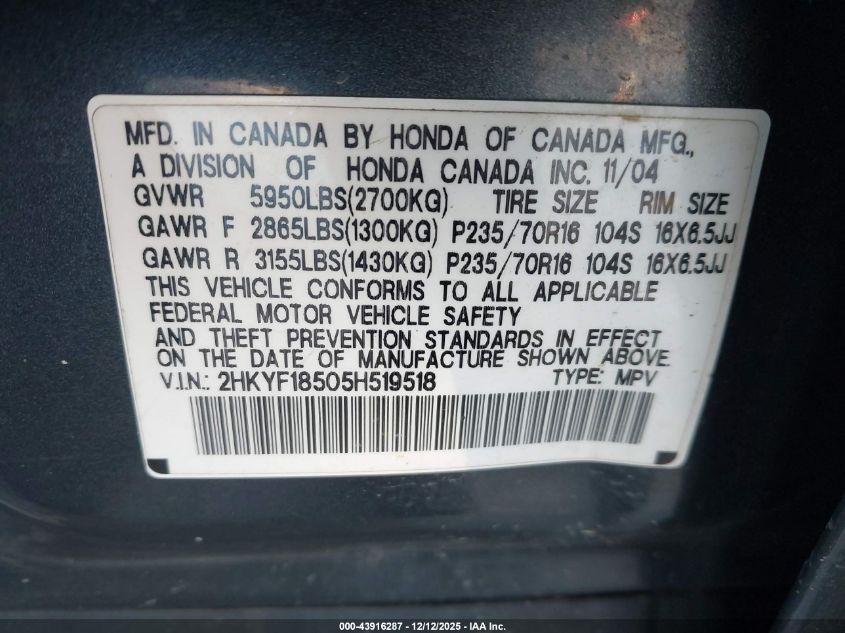 MFD. IN CANADA BY HONDA OF CANADA MFG.,
A DIVISION OF HONDA CANADA INC. 11/04
GVWR 5950LBS(2700KG) TIRE SIZE RIM SIZE
GAWR F 2865LBS(1300KG) P235/70R16 104S 16X6.5JJ
GAWR R 3155LBS(1430KG) P235/70R16 104S 16X6.5JJ
THIS VEHICLE CONFORMS TO ALL APPLICABLE
FEDERAL MOTOR VEHICLE SAFETY
AND THEFT PREVENTION STANDARDS IN EFFECT
ON THE DATE OF MANUFACTURE SHOWN ABOVE.
V.I.N.: 2HKYF18505H519518 TYPE: MPV
000-43916287 - 12/12/2025 - IAA Inc.